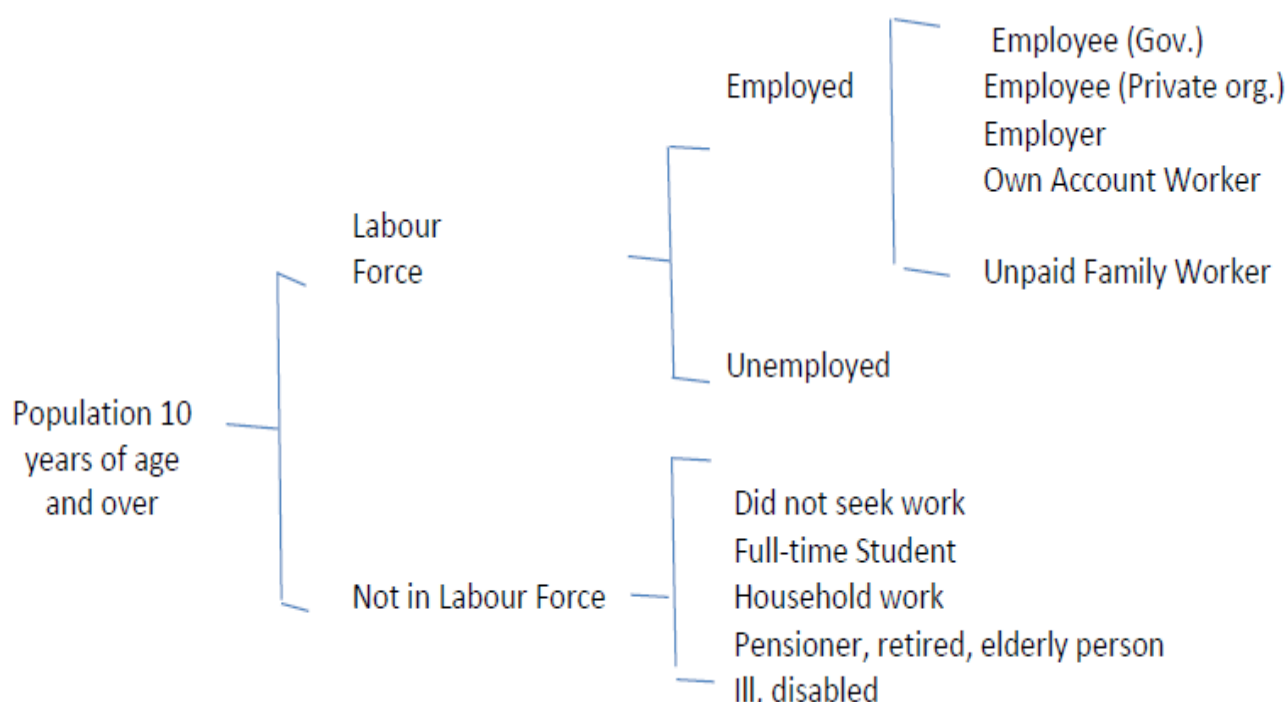 Employee (Gov.)
Employed
Employee (Private org.)
Employer
Own Account Worker
Labour
Force
Unpaid Family Worker
Unemployed
Population 10
years of age
and over
Did not seek work
Full-time Student
Not in Labour Force
Household work
Pensioner, retired, elderly person
Ill. disabled